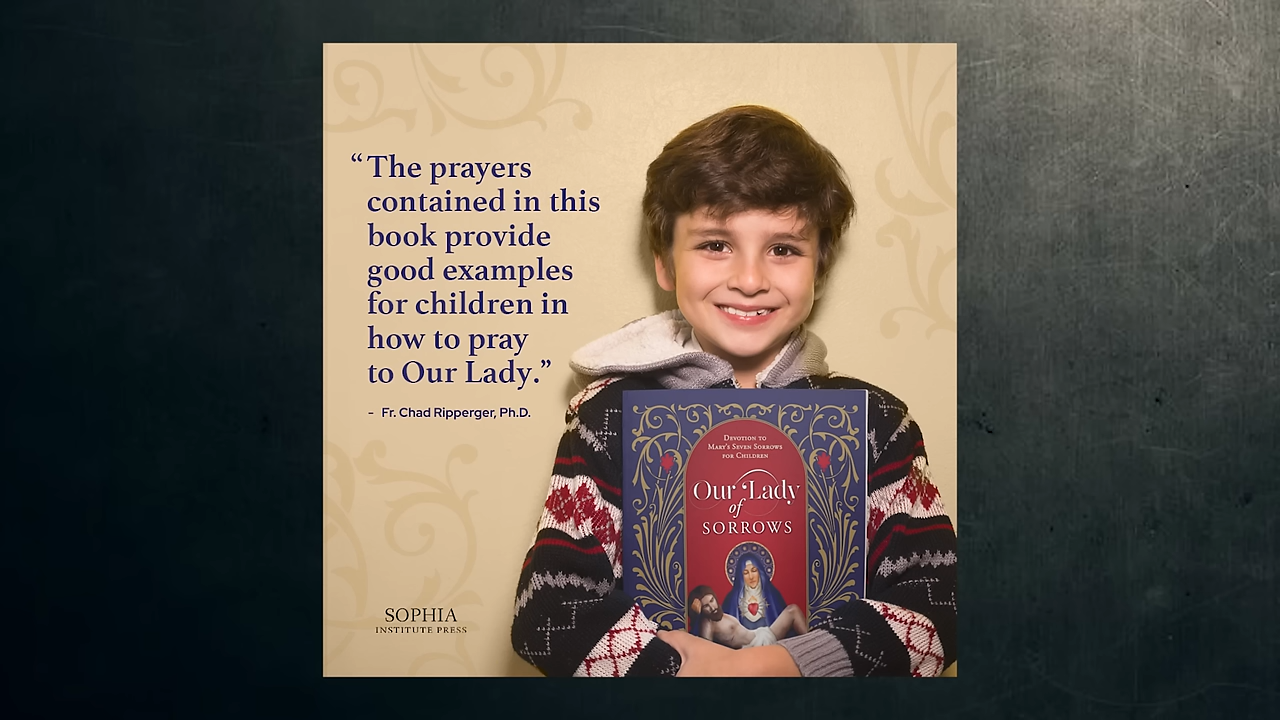 “The prayers
contained in this
book provide
good examples
for children in
how to pray
to Our Lady.”
- Fr. Chad Ripperger, Ph.D.
SOPHIA
INSTITUTE PRESS
Devotion to
Mary's Seven Sorrows
for Children
Our Lady
of
SORROWS